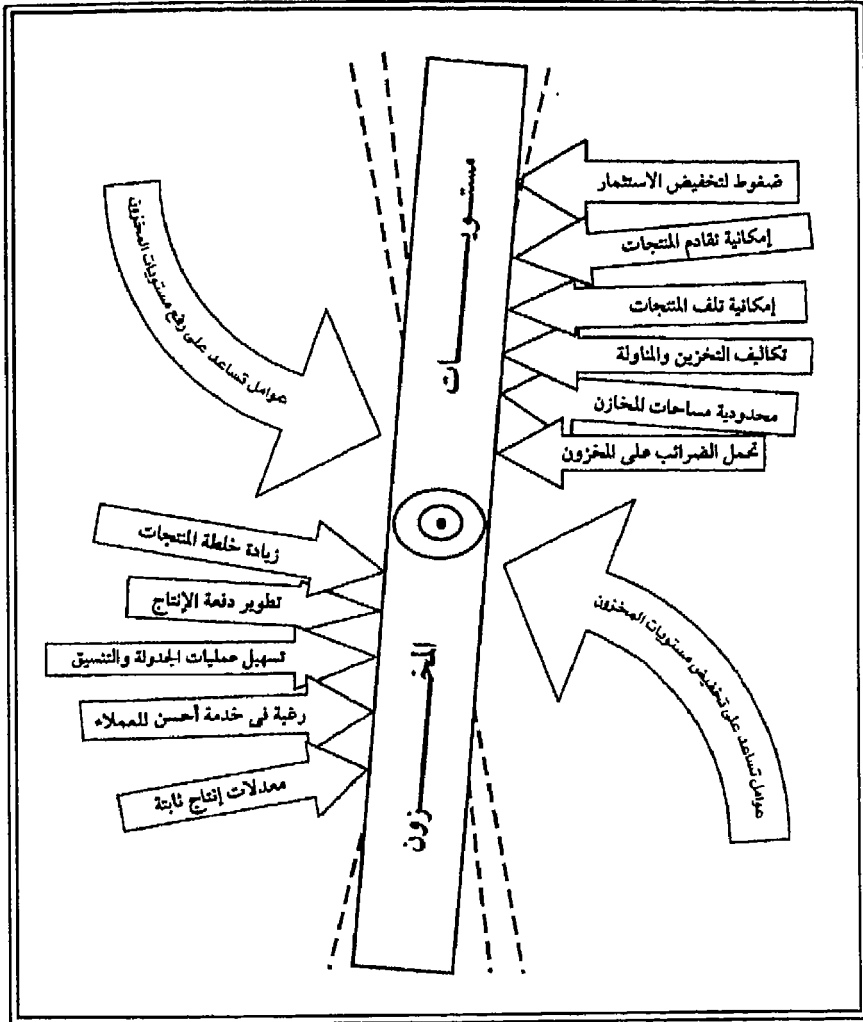 مستويـــات
المخـــزون
ضغوط لتخفيض الاستثمار
إمكانية تقادم المنتجات
إمكانية تلف المنتجات
تكاليف التخزين والمناولة
محدودية مساحات المخازن
تحمل الضرائب على المخزون
عوامل تساعد على تخفيض مستويات المخزون
عوامل تساعد على رفع مستويات المخزون
زيادة خلطة المنتجات
تطوير دفعة الإنتاج
تسهيل عمليات الجدولة والتنسيق
رغبة فى خدمة أحسن للعملاء
معدلات إنتاج ثابتة